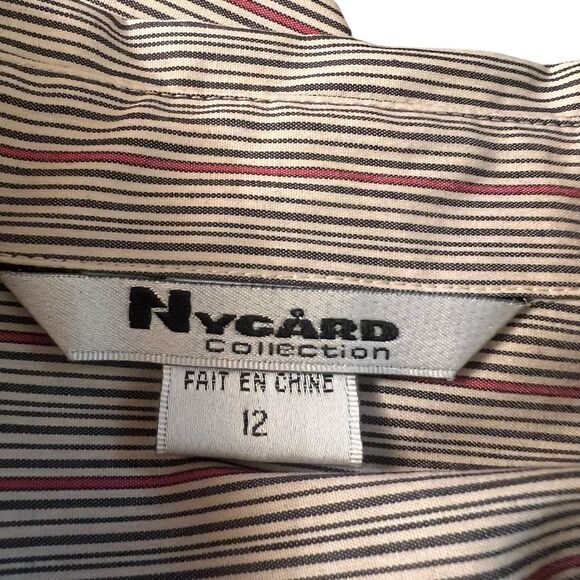 NYGÅRD
Collection
FAIT EN CHINE
12